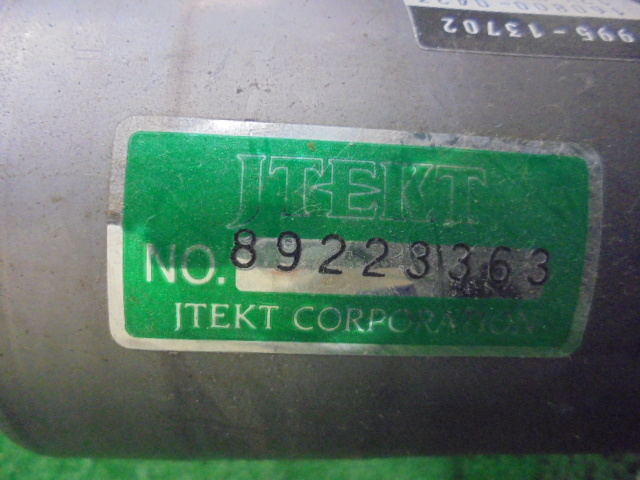 995-13702
JTEKT
NO. 89223363
JTEKT CORPORATION